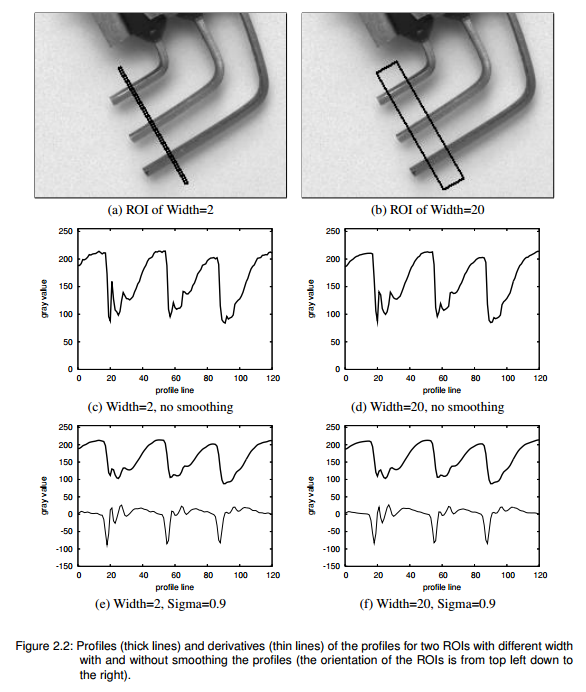 (a) ROI of Width=2
(b) ROI of Width=20
250
200
150
100
50
0
gray value
0 20 40 60 80 100 120
profile line
(c) Width=2, no smoothing
250
200
150
100
50
0
gray value
0 20 40 60 80 100 120
profile line
(d) Width=20, no smoothing
250
200
150
100
50
0
-50
-100
-150
gray value
0 20 40 60 80 100 120
profile line
(e) Width=2, Sigma=0.9
250
200
150
100
50
0
-50
-100
-150
gray value
0 20 40 60 80 100 120
profile line
(f) Width=20, Sigma=0.9
Figure 2.2: Profiles (thick lines) and derivatives (thin lines) of the profiles for two ROIs with different width
with and without smoothing the profiles (the orientation of the ROIs is from top left down to
the right).